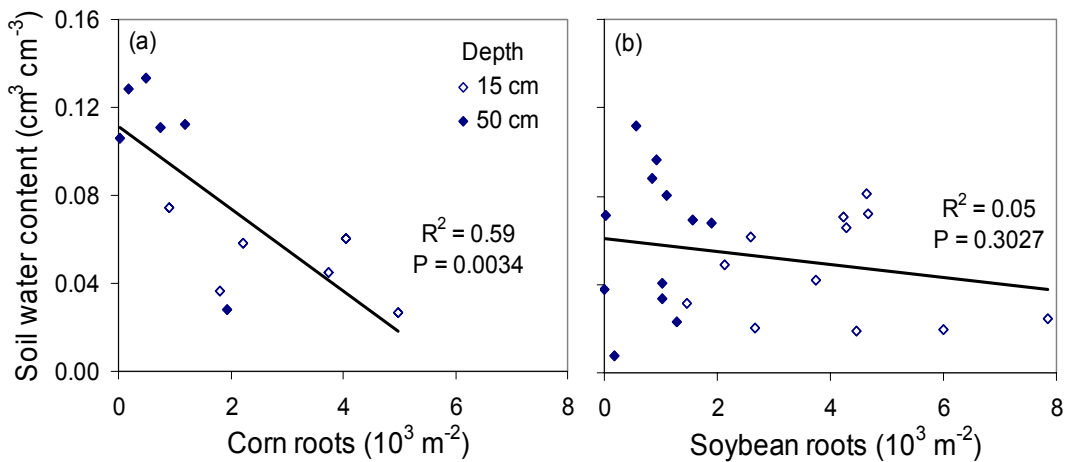 (a)
Depth
15 cm
50 cm
R² = 0.59
P = 0.0034
0.16
0.12
0.08
0.04
0.00
Soil water content (cm³ cm⁻³)
0 2 4 6 8
Corn roots (10³ m⁻²)
(b)
R² = 0.05
P = 0.3027
0 2 4 6 8
Soybean roots (10³ m⁻²)